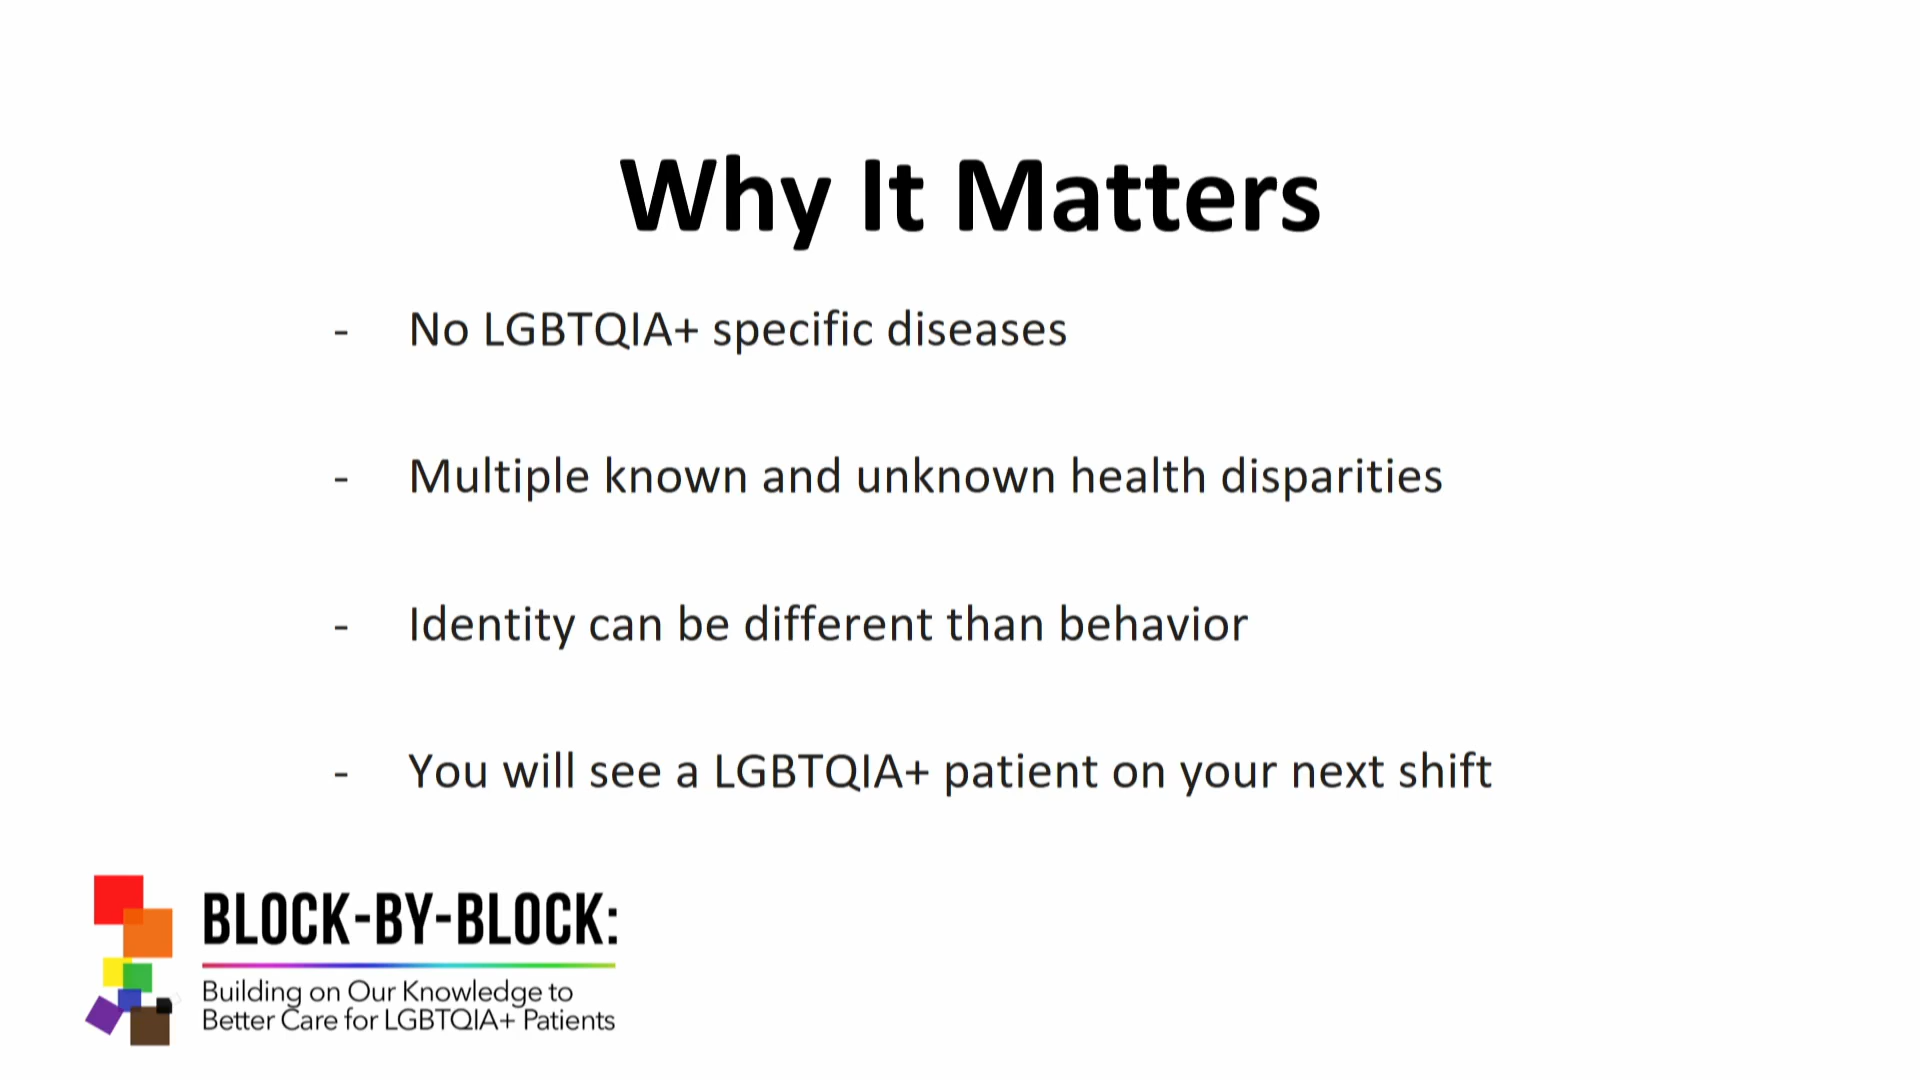 Why It Matters
- No LGBTQIA+ specific diseases
- Multiple known and unknown health disparities
- Identity can be different than behavior
- You will see a LGBTQIA+ patient on your next shift
BLOCK-BY-BLOCK:
Building on Our Knowledge to
Better Care for LGBTQIA+ Patients